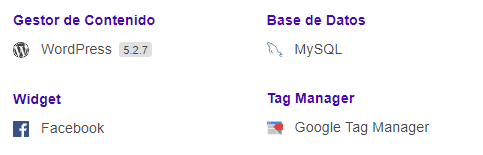 Gestor de Contenido
WordPress 5.2.7
Base de Datos
MySQL
Widget
Facebook
Tag Manager
Google Tag Manager